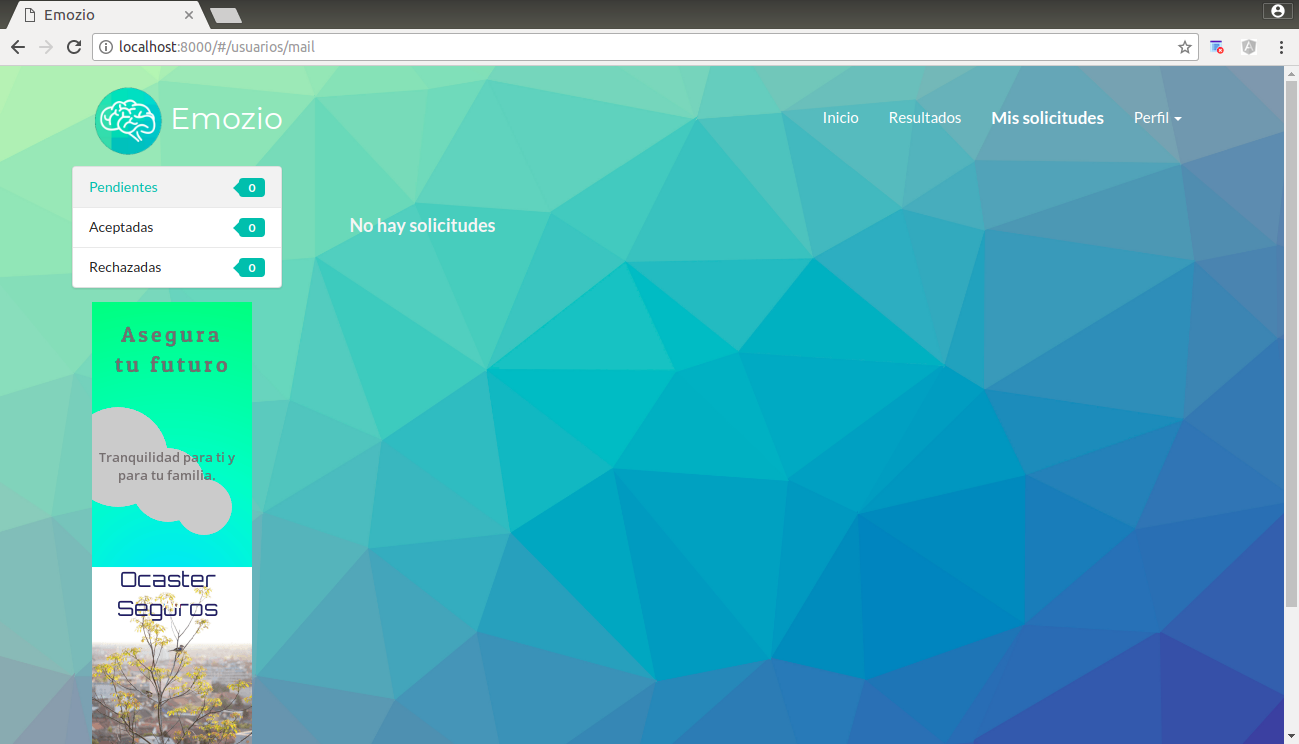 Emozio
localhost:8000/#/usuarios/mail
Emozio
Inicio
Resultados
Mis solicitudes
Perfil
Pendientes 0
Aceptadas 0
Rechazadas 0
No hay solicitudes
Asegura
tu futuro
Tranquilidad para ti y
para tu familia.
Ocaster
Seguros